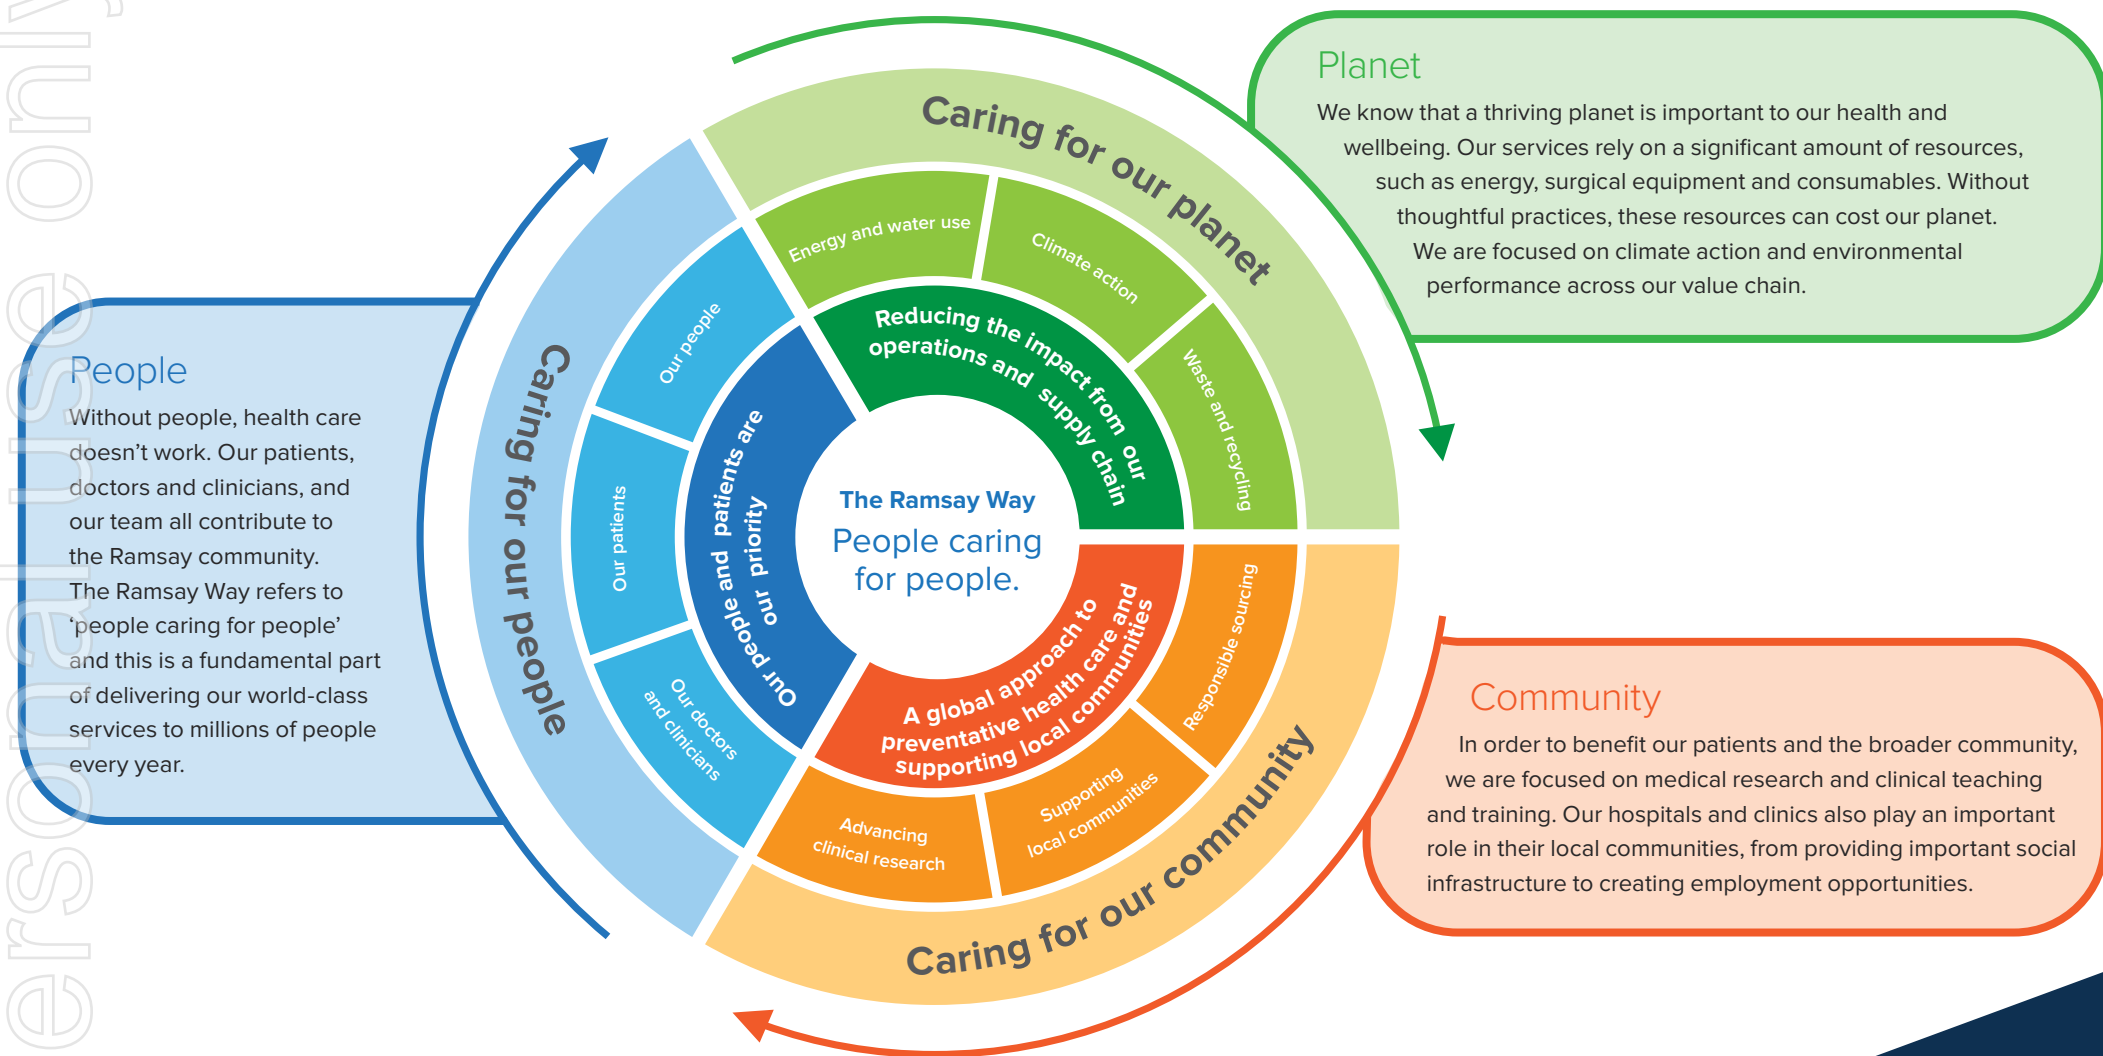 ersonal use only
People
Without people, health care
doesn’t work. Our patients,
doctors and clinicians, and
our team all contribute to
the Ramsay community.
The Ramsay Way refers to
‘people caring for people’
and this is a fundamental part
of delivering our world-class
services to millions of people
every year.
Caring for our people
Our people
Our patients
Our doctors
and clinicians
Our people and patients are
our priority
Caring for our planet
Energy and water use
Climate action
Waste and recycling
Reducing the impact from our
operations and supply chain
The Ramsay Way
People caring
for people.
A global approach to
preventative health care and
supporting local communities
Responsible sourcing
Supporting
local communities
Advancing
clinical research
Caring for our community
Planet
We know that a thriving planet is important to our health and
wellbeing. Our services rely on a significant amount of resources,
such as energy, surgical equipment and consumables. Without
thoughtful practices, these resources can cost our planet.
We are focused on climate action and environmental
performance across our value chain.
Community
In order to benefit our patients and the broader community,
we are focused on medical research and clinical teaching
and training. Our hospitals and clinics also play an important
role in their local communities, from providing important social
infrastructure to creating employment opportunities.